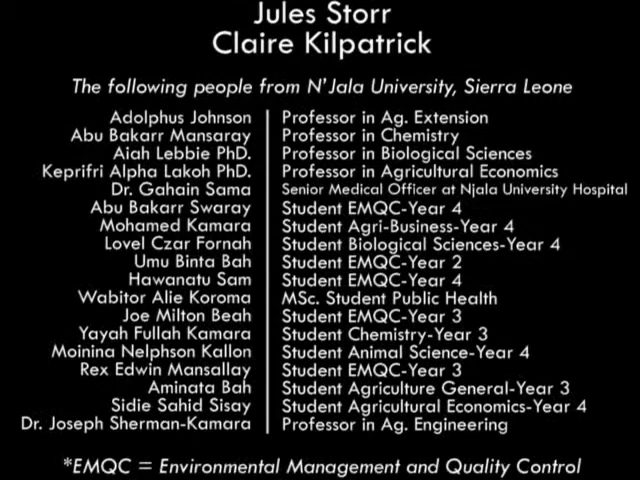 Jules Storr
Claire Kilpatrick
The following people from N'Jala University, Sierra Leone
Adolphus Johnson Professor in Ag. Extension
Abu Bakarr Mansaray Professor in Chemistry
Aiah Lebbie PhD. Professor in Biological Sciences
Keprifri Alpha Lakoh PhD. Professor in Agricultural Economics
Dr. Gahain Sama Senior Medical Officer at Njala University Hospital
Abu Bakarr Swaray Student EMQC-Year 4
Mohamed Kamara Student Agri-Business-Year 4
Lovel Czar Fornah Student Biological Sciences-Year 4
Umu Binta Bah Student EMQC-Year 2
Hawanatu Sam Student EMQC-Year 4
Wabitor Alie Koroma MSc. Student Public Health
Joe Milton Beah Student EMQC-Year 3
Yayah Fullah Kamara Student Chemistry-Year 3
Moinina Nelphson Kallon Student Animal Science-Year 4
Rex Edwin Mansallay Student EMQC-Year 3
Aminata Bah Student Agriculture General-Year 3
Sidie Sahid Sisay Student Agricultural Economics-Year 4
Dr. Joseph Sherman-Kamara Professor in Ag. Engineering
*EMQC = Environmental Management and Quality Control